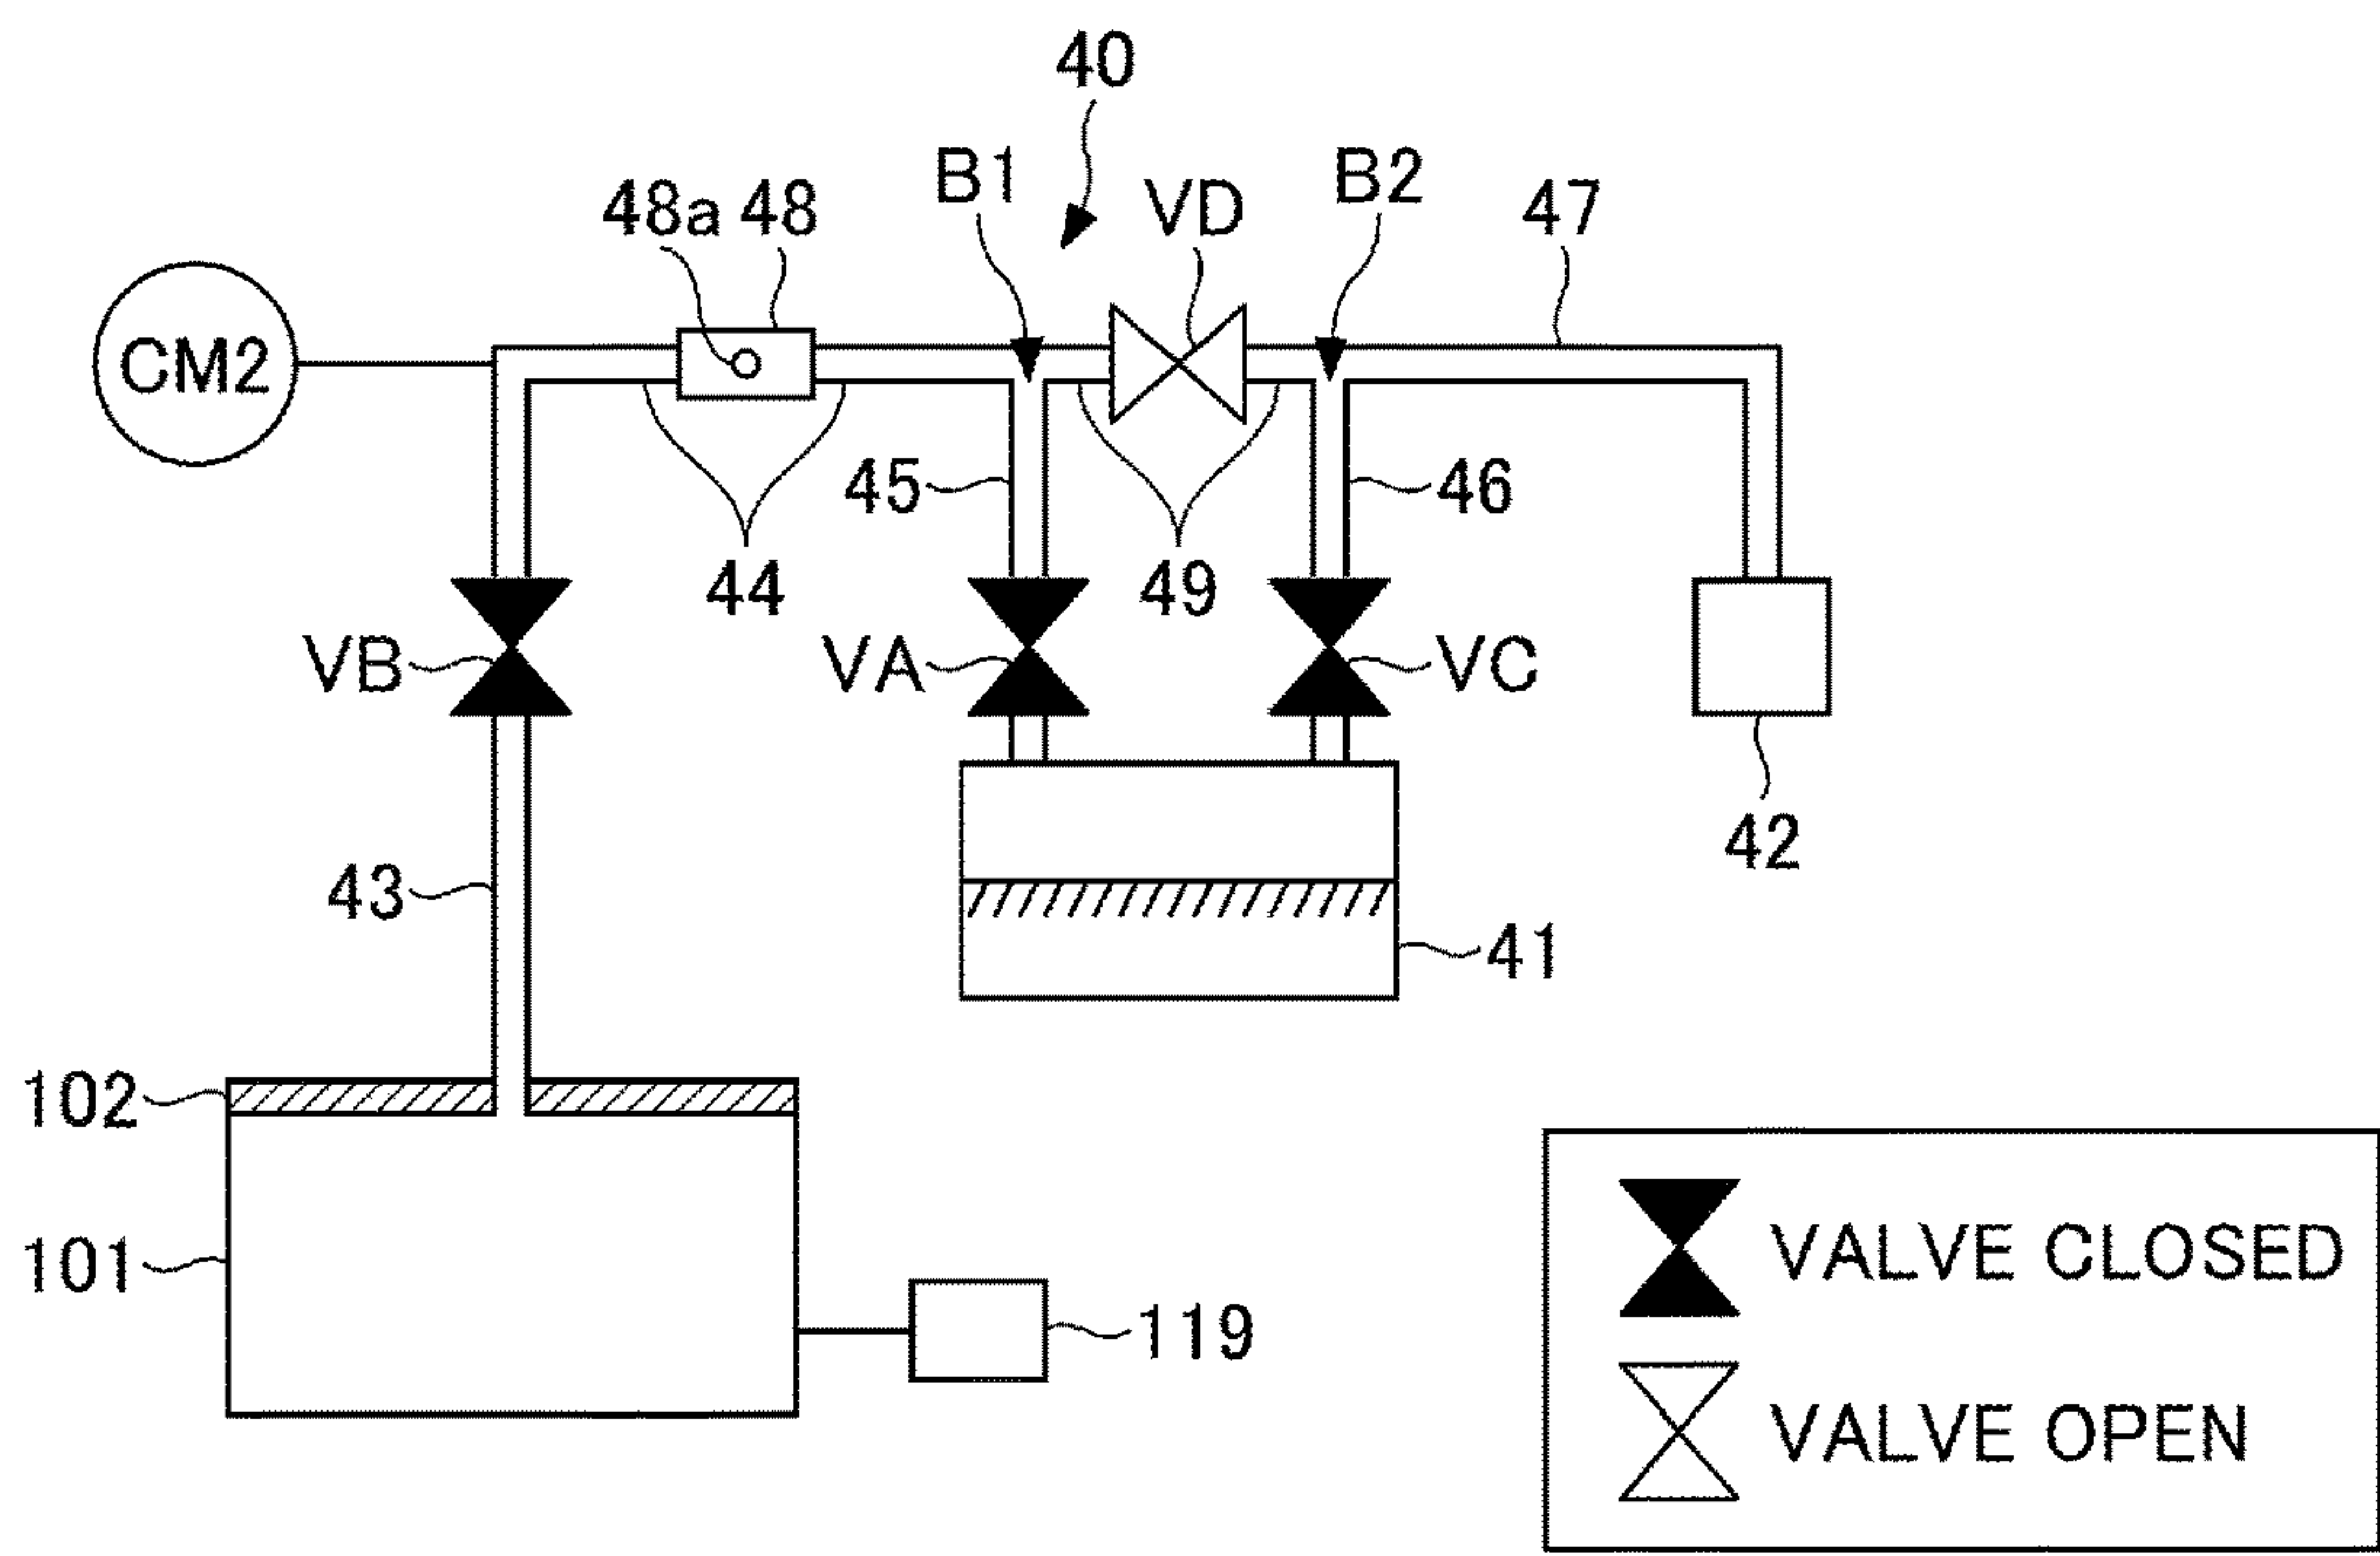 40
B1
VD
B2
47
48a
48
CM2
45
46
44
49
VB
VA
VC
42
43
41
102
101
119
VALVE CLOSED
VALVE OPEN